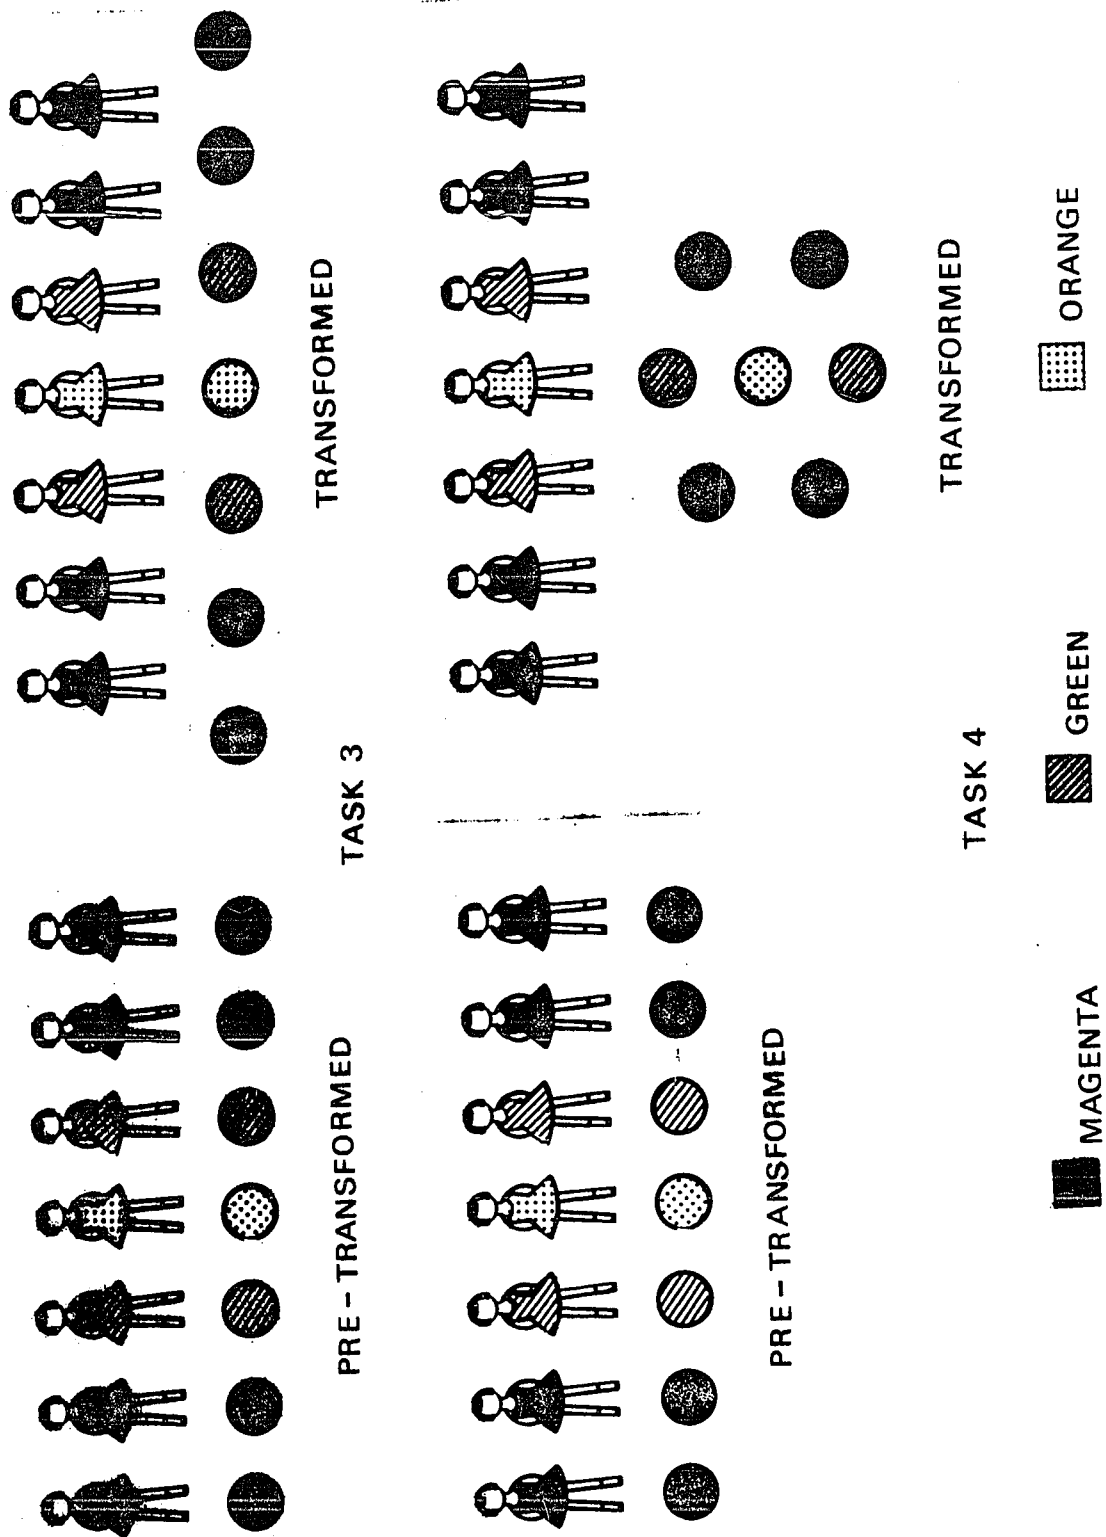 PRE-TRANSFORMED
TRANSFORMED
TASK 3
PRE-TRANSFORMED
TRANSFORMED
TASK 4
MAGENTA
GREEN
ORANGE